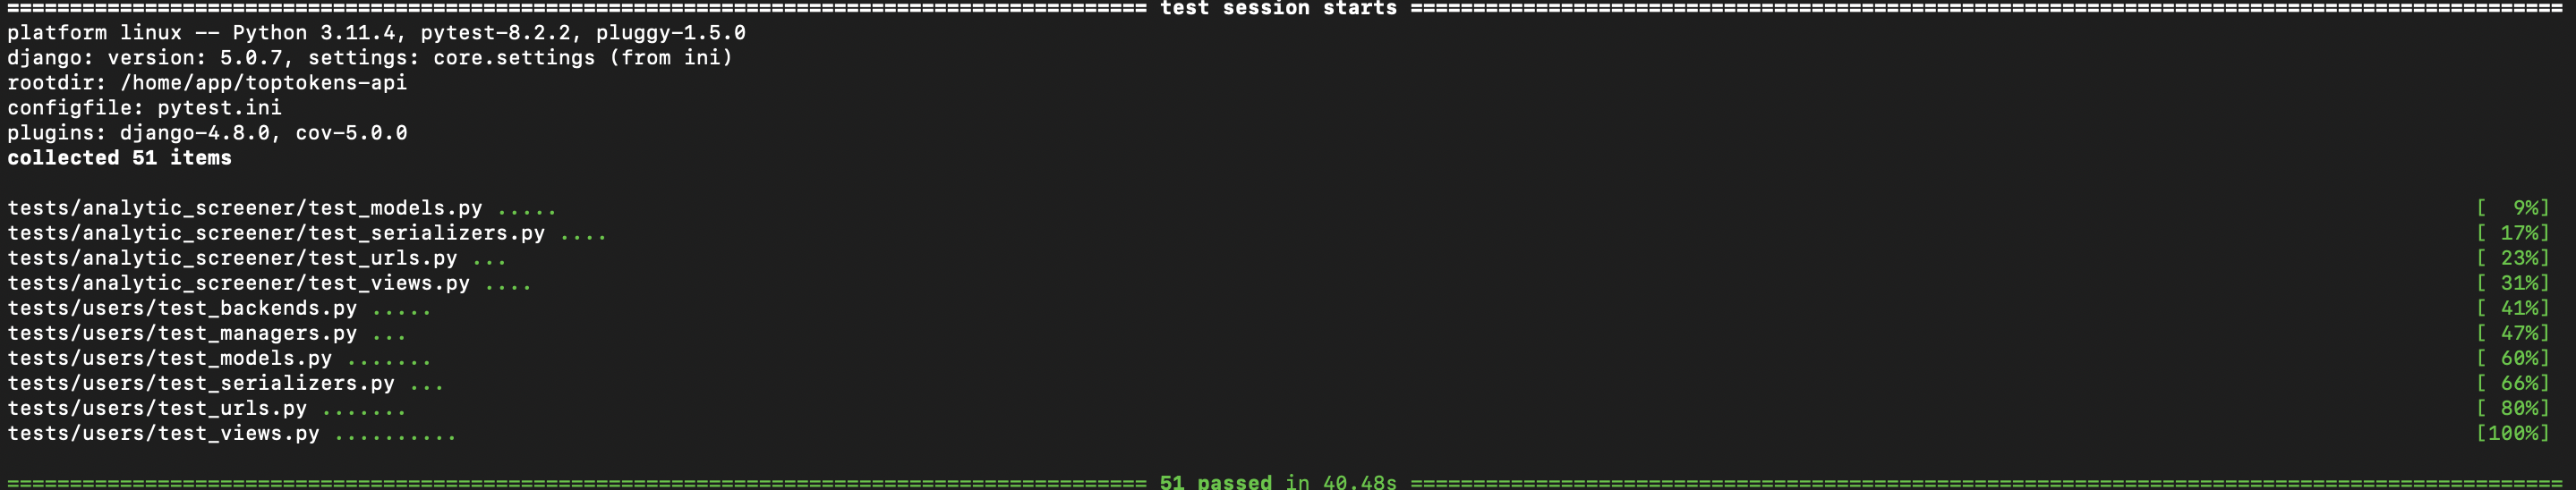 ============================================================================================ test session starts =============================================================================================
platform linux -- Python 3.11.4, pytest-8.2.2, pluggy-1.5.0
django: version: 5.0.7, settings: core.settings (from ini)
rootdir: /home/app/toptokens-api
configfile: pytest.ini
plugins: django-4.8.0, cov-5.0.0
collected 51 items
tests/analytic_screener/test_models.py ..... [  9%]
tests/analytic_screener/test_serializers.py .... [ 17%]
tests/analytic_screener/test_urls.py ... [ 23%]
tests/analytic_screener/test_views.py .... [ 31%]
tests/users/test_backends.py ..... [ 41%]
tests/users/test_managers.py ... [ 47%]
tests/users/test_models.py ....... [ 60%]
tests/users/test_serializers.py ... [ 66%]
tests/users/test_urls.py ....... [ 80%]
tests/users/test_views.py .......... [100%]
============================================================================================ 51 passed in 40.48s =============================================================================================